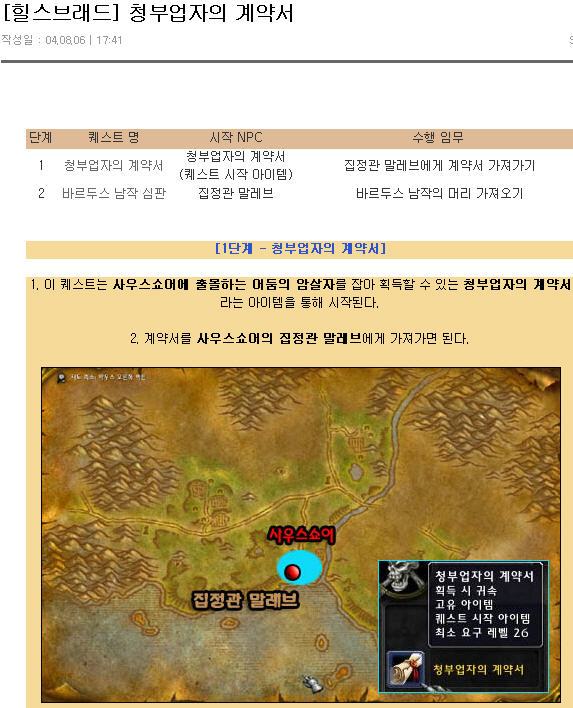 [힐스브래드] 청부업자의 계약서
작성일 : 04.08.06 | 17:41
단계 퀘스트 명 시작 NPC 수행 임무
1 청부업자의 계약서 청부업자의 계약서 (퀘스트 시작 아이템) 집정관 말레브에게 계약서 가져가기
2 바르두스 남작 심판 집정관 말레브 바르두스 남작의 머리 가져오기
[1단계 - 청부업자의 계약서]
1. 이 퀘스트는 사우스쇼어에 출몰하는 어둠의 암살자를 잡아 획득할 수 있는 청부업자의 계약서
라는 아이템을 통해 시작된다.
2. 계약서를 사우스쇼어의 집정관 말레브에게 가져가면 된다.
사우스쇼어
집정관 말레브
청부업자의 계약서
획득 시 귀속
고유 아이템
퀘스트 시작 아이템
최소 요구 레벨 26
청부업자의 계약서